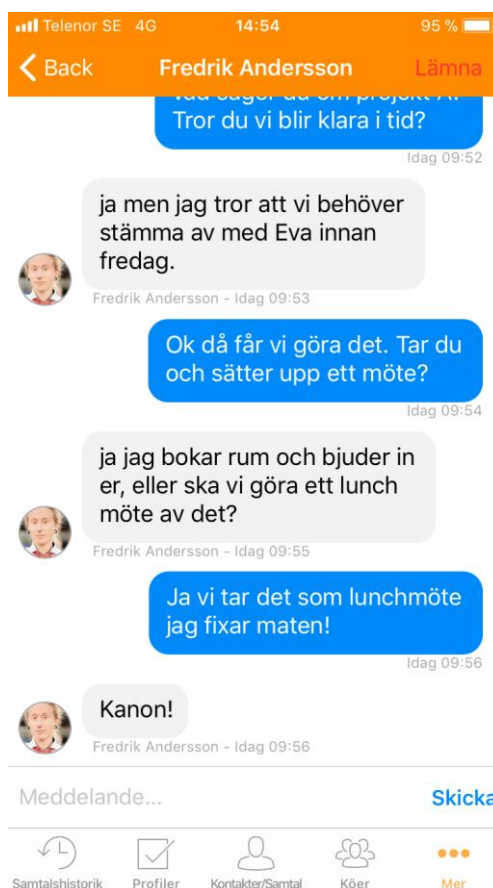 Telenor SE 4G 14:54 95 %
Back Fredrik Andersson Lämna
vad säger du om projekt A?
Tror du vi blir klara i tid?
Idag 09:52
ja men jag tror att vi behöver
stämma av med Eva innan
fredag.
Fredrik Andersson - Idag 09:53
Ok då får vi göra det. Tar du
och sätter upp ett möte?
Idag 09:54
ja jag bokar rum och bjuder in
er, eller ska vi göra ett lunch
möte av det?
Fredrik Andersson - Idag 09:55
Ja vi tar det som lunchmöte
jag fixar maten!
Idag 09:56
Kanon!
Fredrik Andersson - Idag 09:56
Meddelande... Skicka
Samtalshistorik Profiler Kontakter/Samtal Köer Mer